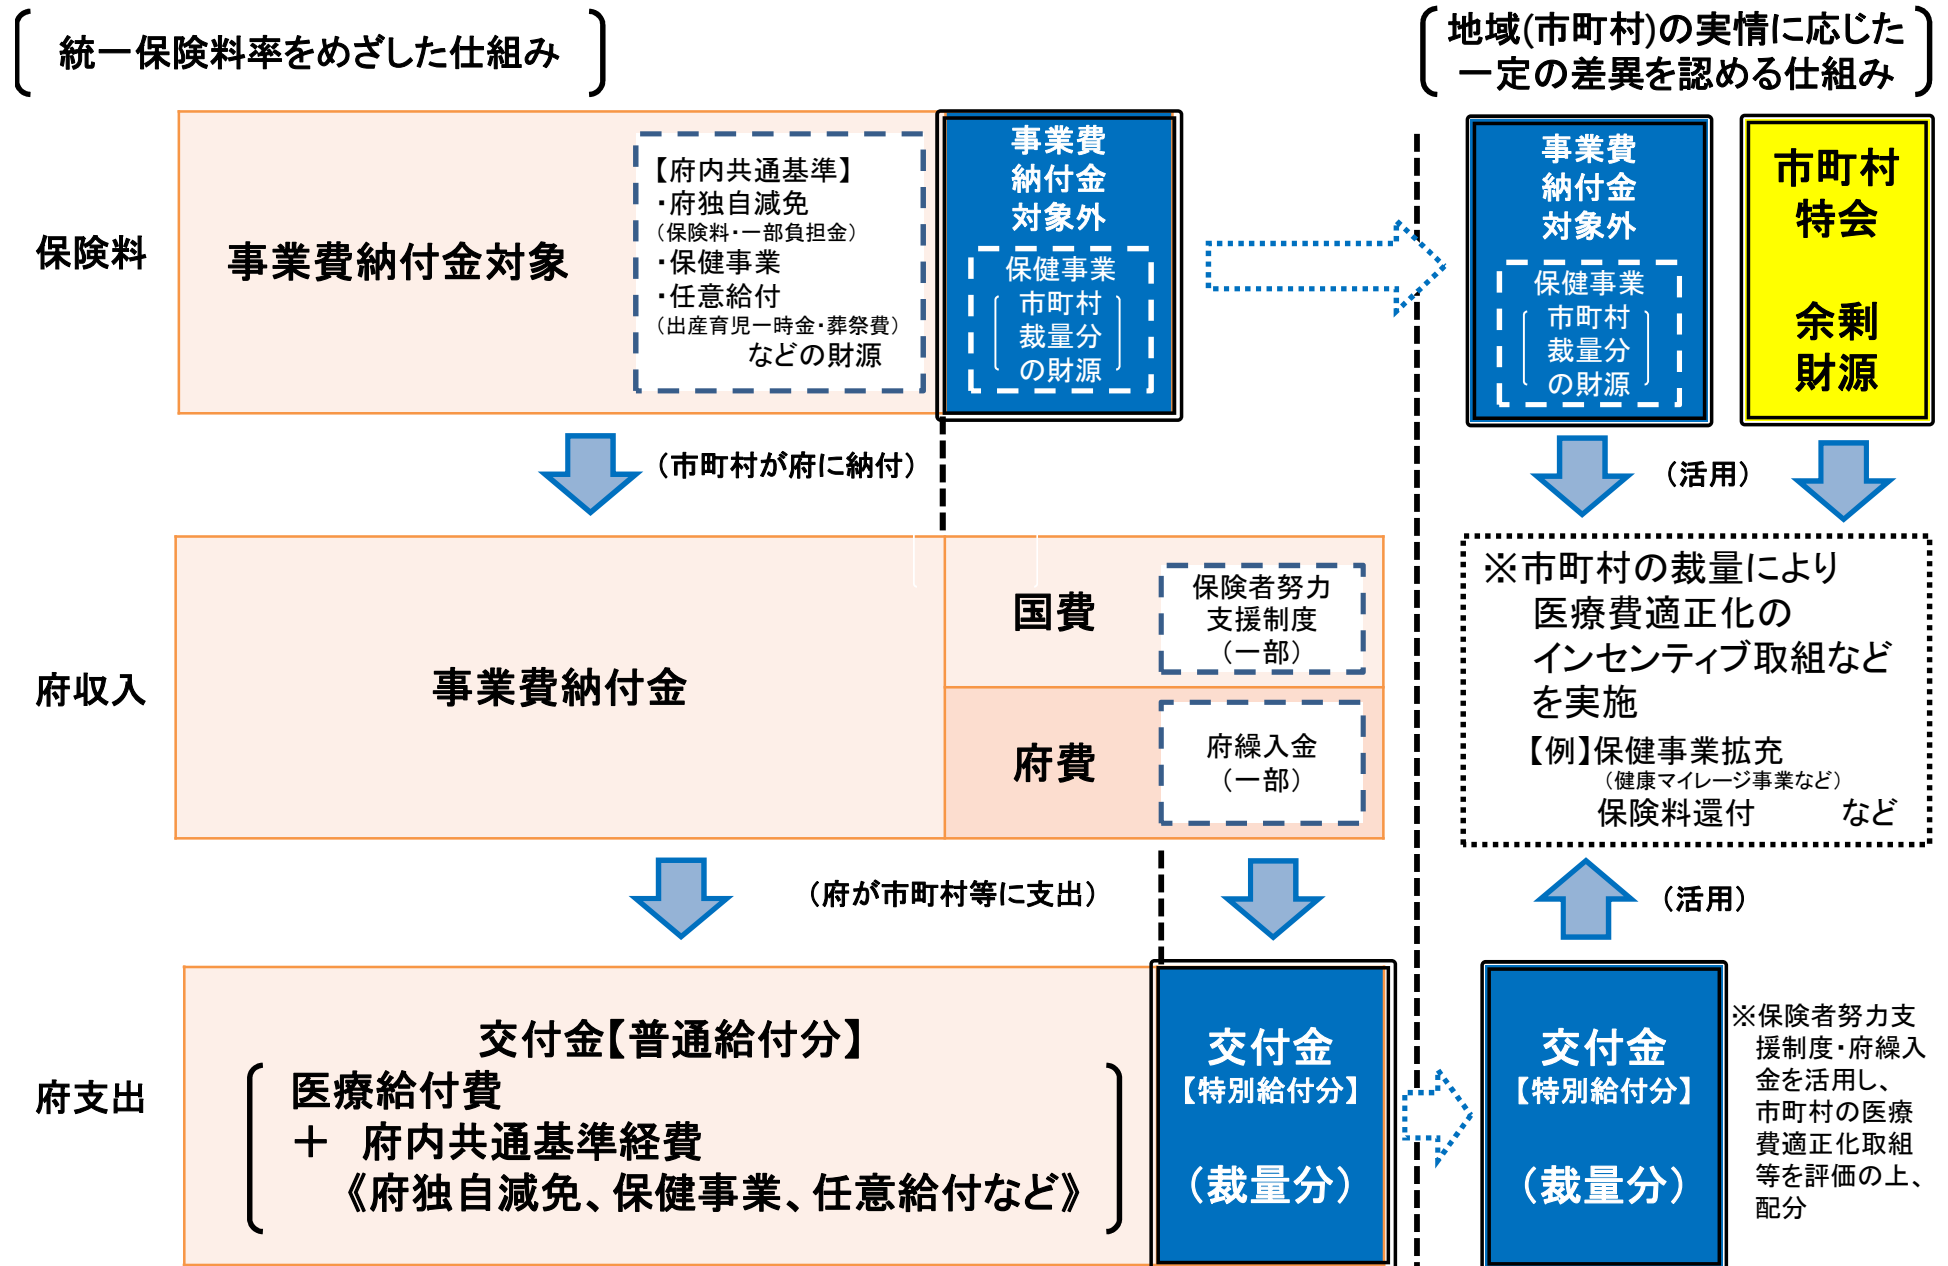 統一保険料率をめざした仕組み
地域(市町村)の実情に応じた
一定の差異を認める仕組み
保険料
事業費納付金対象
【府内共通基準】
・府独自減免
（保険料・一部負担金）
・保健事業
・任意給付
（出産育児一時金・葬祭費）
などの財源
事業費
納付金
対象外
保健事業
市町村
裁量分
の財源
事業費
納付金
対象外
保健事業
市町村
裁量分
の財源
市町村
特会
余剰
財源
（市町村が府に納付）
（活用）
府収入
事業費納付金
国費
保険者努力
支援制度
（一部）
府費
府繰入金
（一部）
※市町村の裁量により
医療費適正化の
インセンティブ取組など
を実施
【例】保健事業拡充
（健康マイレージ事業など）
保険料還付　　など
（府が市町村等に支出）
（活用）
府支出
交付金【普通給付分】
医療給付費
＋　府内共通基準経費
《府独自減免、保健事業、任意給付など》
交付金
【特別給付分】
（裁量分）
交付金
【特別給付分】
（裁量分）
※保険者努力支
援制度・府繰入
金を活用し、
市町村の医療
費適正化取組
等を評価の上、
配分